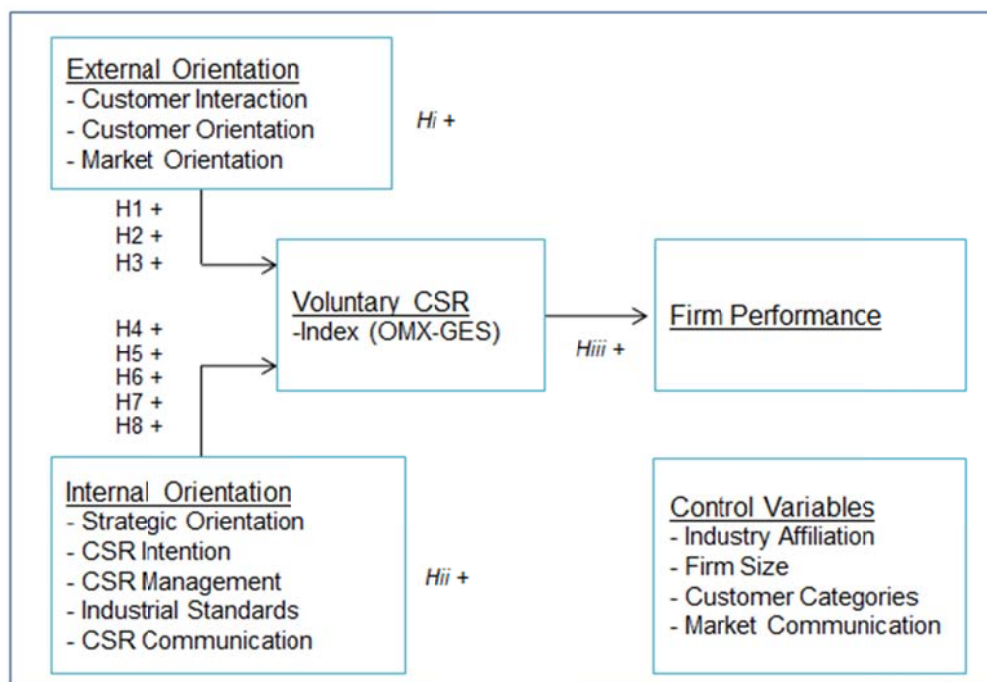 External Orientation
- Customer Interaction
- Customer Orientation
- Market Orientation
Hi +
H1 +
H2 +
H3 +
Voluntary CSR
-Index (OMX-GES)
Hiii +
Firm Performance
H4 +
H5 +
H6 +
H7 +
H8 +
Internal Orientation
- Strategic Orientation
- CSR Intention
- CSR Management
- Industrial Standards
- CSR Communication
Hii +
Control Variables
- Industry Affiliation
- Firm Size
- Customer Categories
- Market Communication